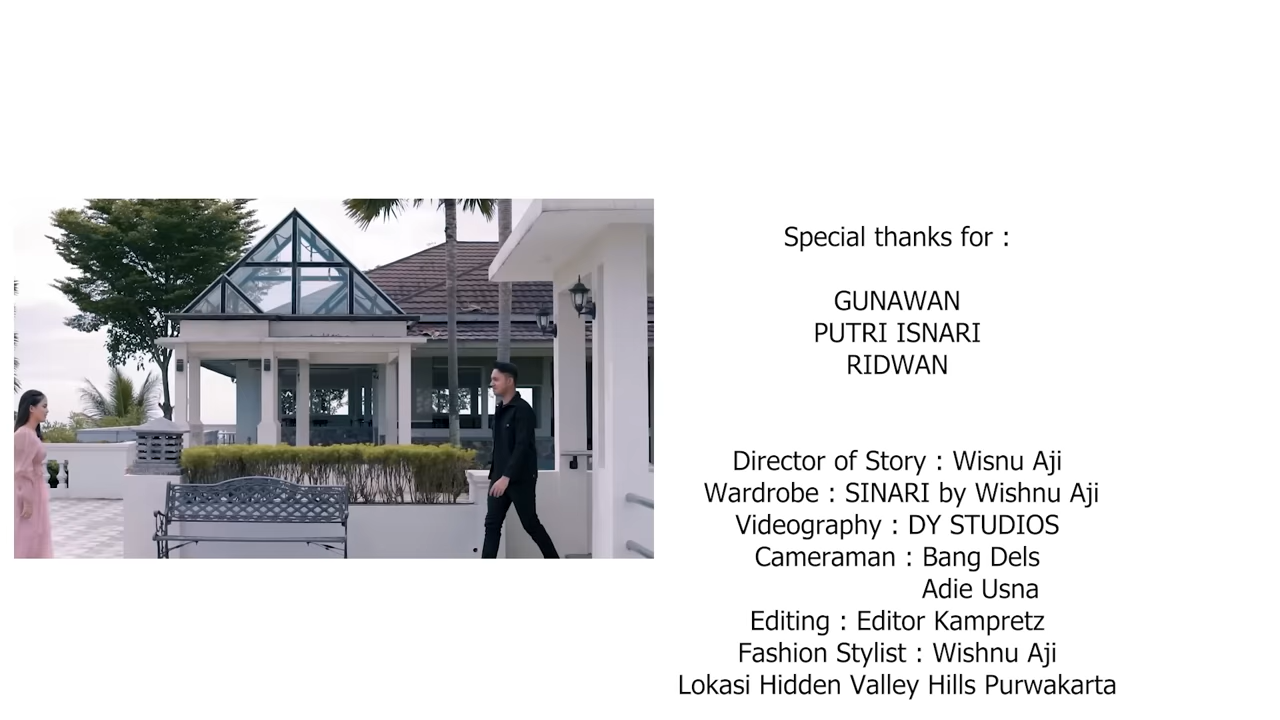 Special thanks for :
GUNAWAN
PUTRI ISNARI
RIDWAN
Director of Story : Wisnu Aji
Wardrobe : SINARI by Wishnu Aji
Videography : DY STUDIOS
Cameraman : Bang Dels
Adie Usna
Editing : Editor Kampretz
Fashion Stylist : Wishnu Aji
Lokasi Hidden Valley Hills Purwakarta